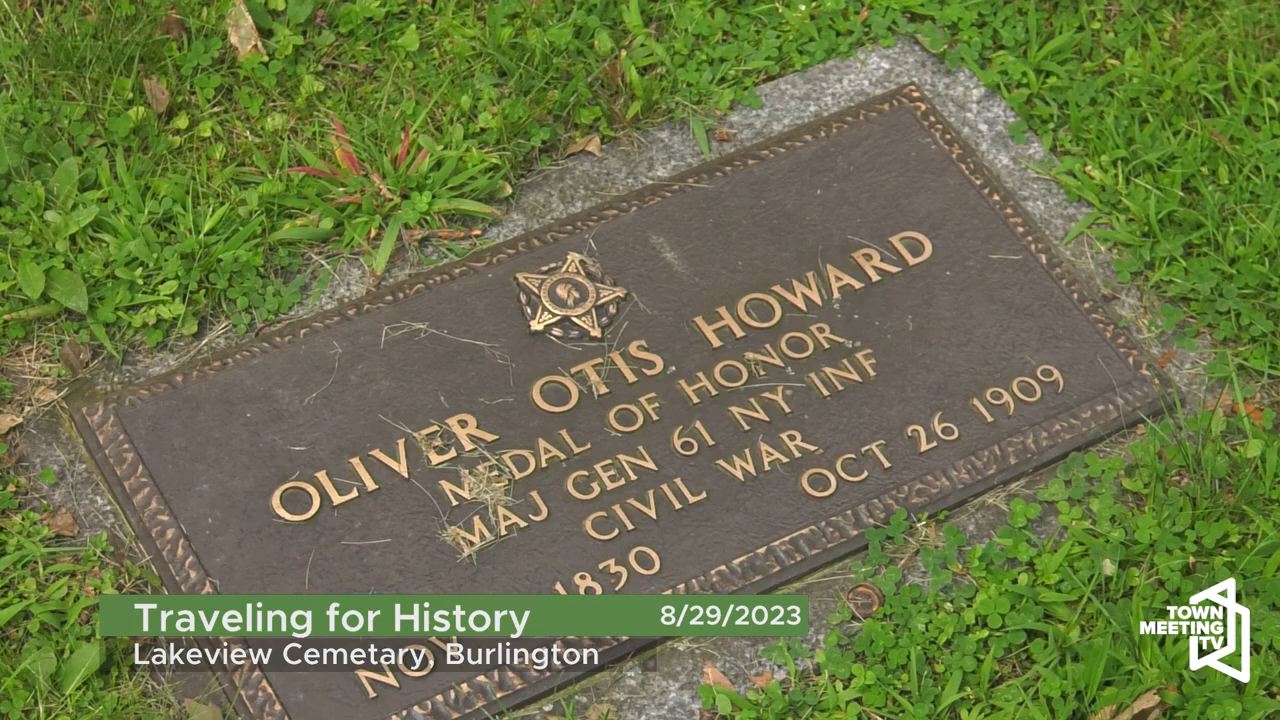 OLIVER OTIS HOWARD
MEDAL OF HONOR
MAJ GEN 61 NY INF
CIVIL WAR
NOV 1830 OCT 26 1909
Traveling for History 8/29/2023
Lakeview Cemetary, Burlington
TOWN
MEETING
TV